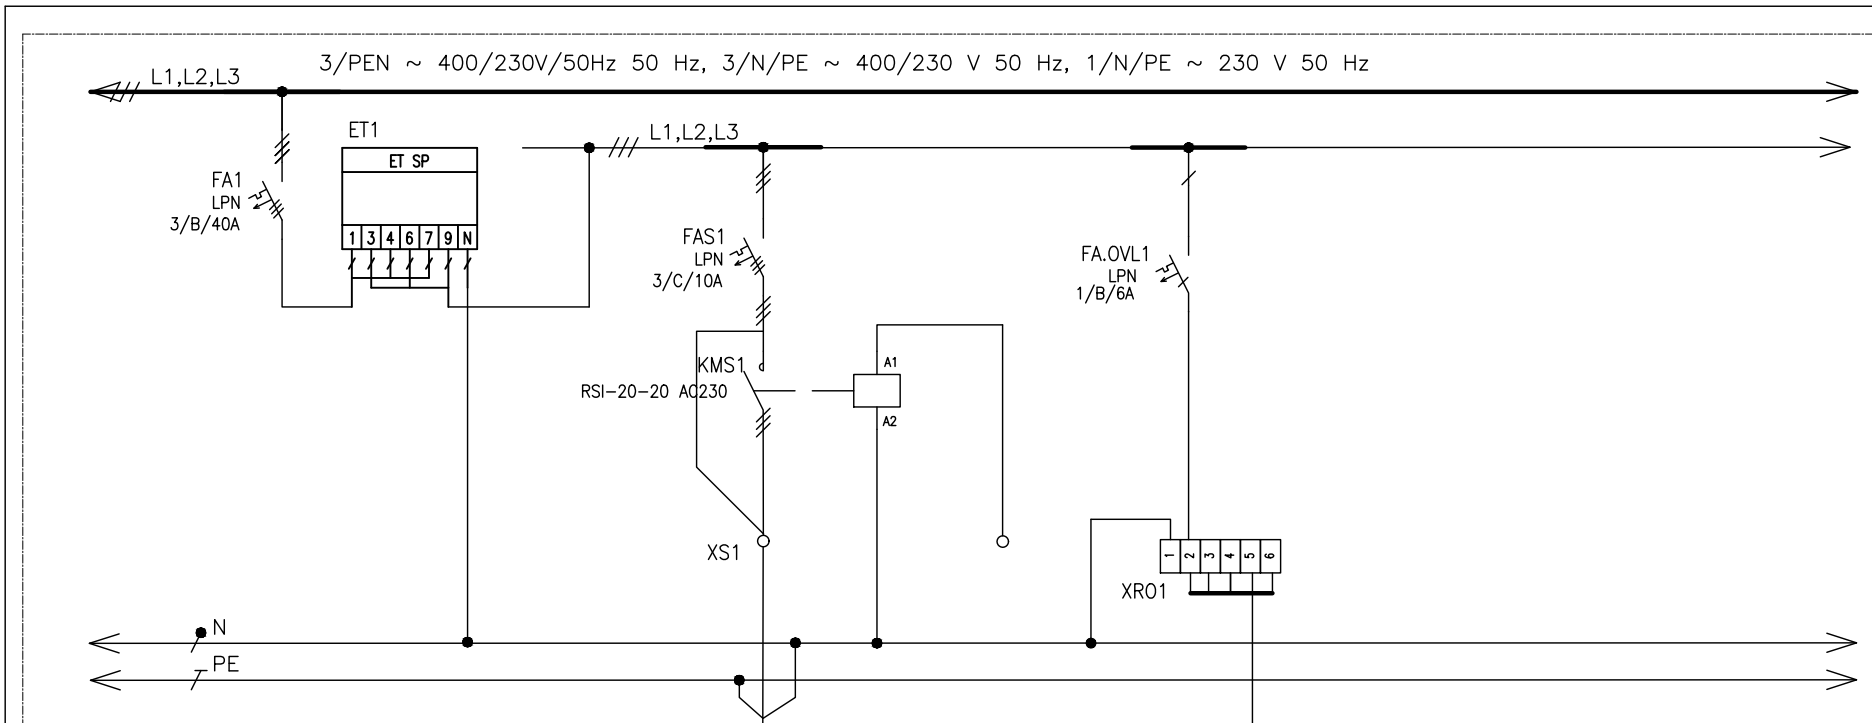 3/PEN ~ 400/230V/50Hz 50 Hz, 3/N/PE ~ 400/230 V 50 Hz, 1/N/PE ~ 230 V 50 Hz
L1,L2,L3
ET1
L1,L2,L3
ET SP
FA1
LPN
3/B/40A
1 3 4 6 7 9 N
FAS1
LPN
3/C/10A
FA.OVL1
LPN
1/B/6A
KMS1
RSI-20-20 AC230
A1
A2
XS1
1 2 3 4 5 6
XRO1
N
PE